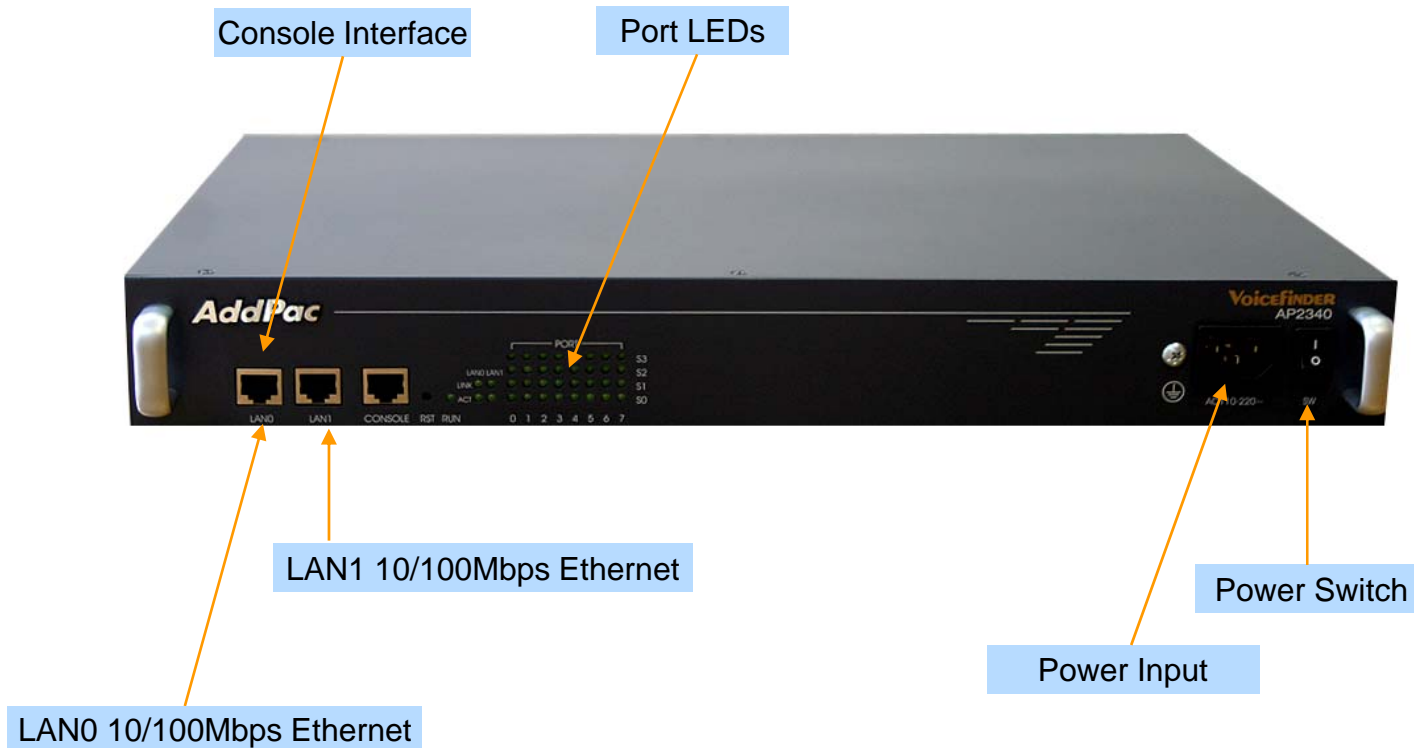 Console Interface
Port LEDs
AddPac
VoiceFinder
AP2340
PORT
S3
LAN0 LAN1
S2
LINK
S1
ACT
S0
LAN0
LAN1
CONSOLE
RST
RUN
0 1 2 3 4 5 6 7
I
O
SW
LAN1 10/100Mbps Ethernet
Power Switch
Power Input
LAN0 10/100Mbps Ethernet